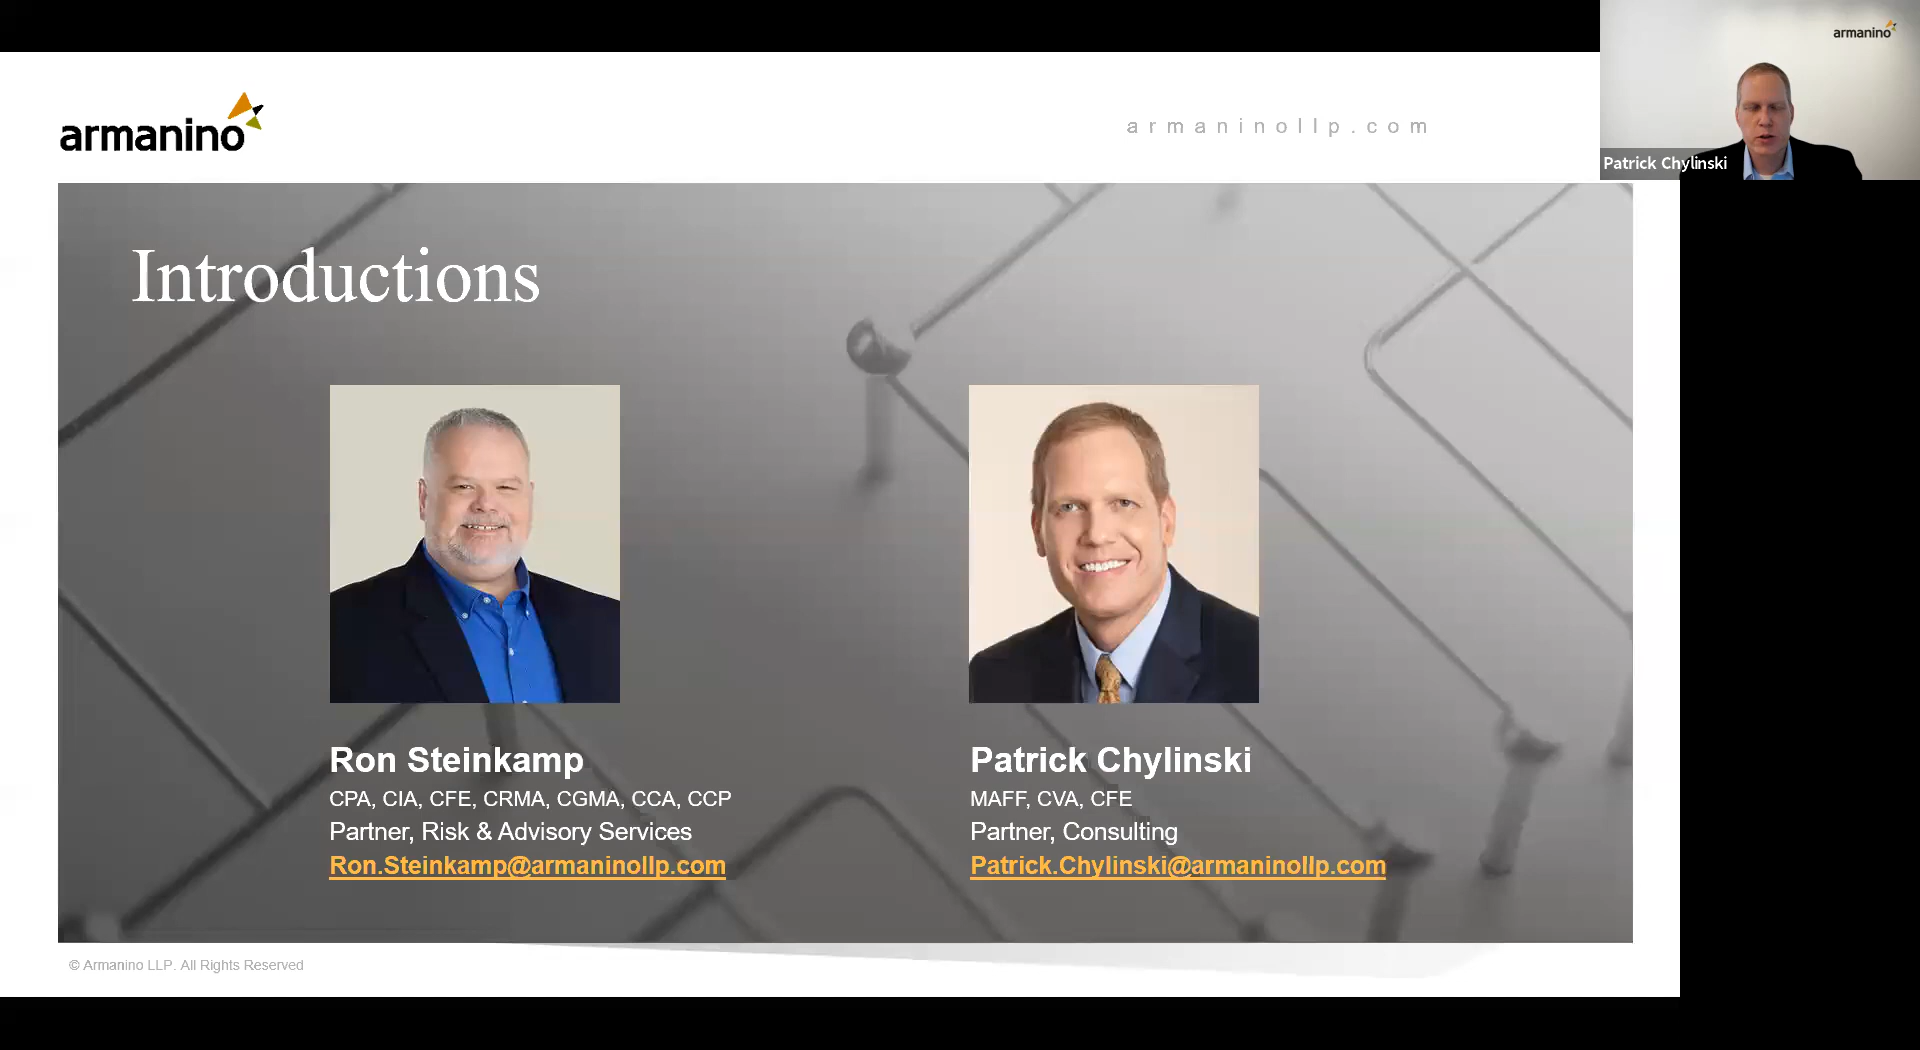 armanino
armaninollp.com
armanino
Patrick Chylinski
Introductions
Ron Steinkamp
CPA, CIA, CFE, CRMA, CGMA, CCA, CCP
Partner, Risk & Advisory Services
Ron.Steinkamp@armaninollp.com
Patrick Chylinski
MAFF, CVA, CFE
Partner, Consulting
Patrick.Chylinski@armaninollp.com
© Armanino LLP. All Rights Reserved